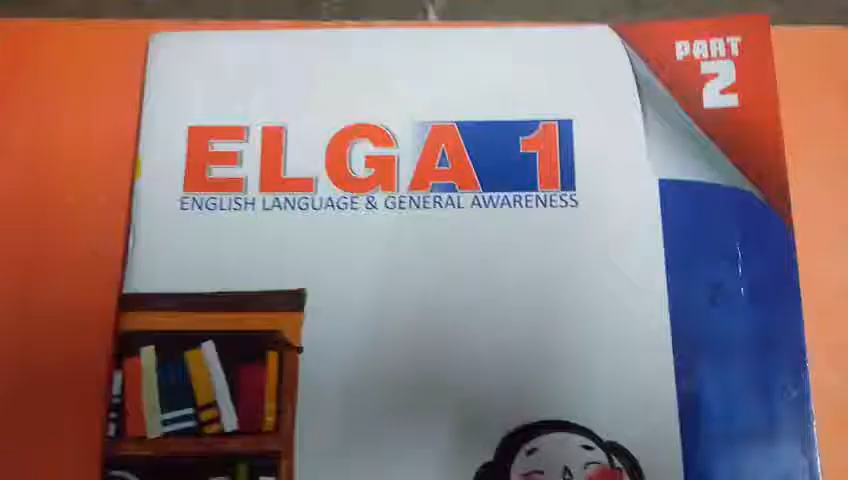 PART
2
ELGA 1
ENGLISH LANGUAGE & GENERAL AWARENESS